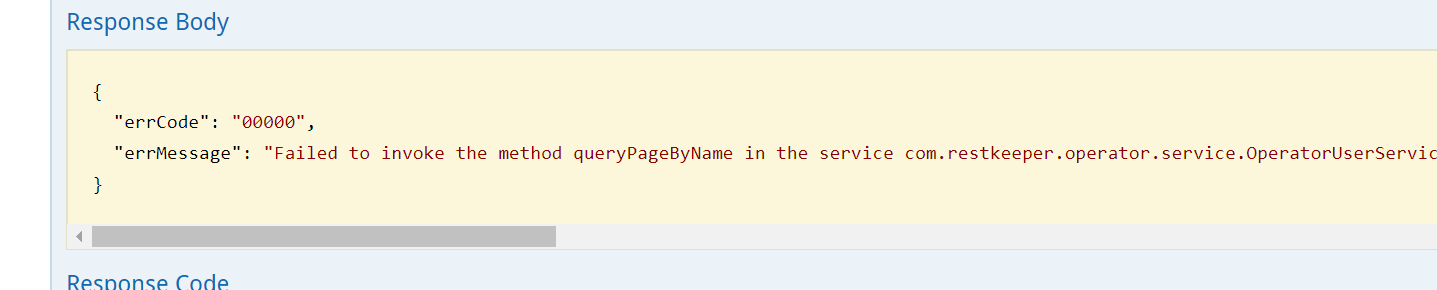 Response Body
{
"errCode": "00000",
"errMessage": "Failed to invoke the method queryPageByName in the service com.restkeeper.operator.service.OperatorUserServic
}
Response Code